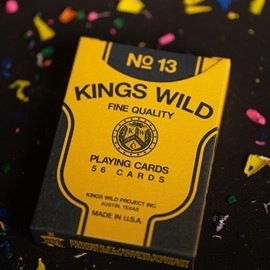 No 13
KINGS WILD
FINE QUALITY
PLAYING CARDS
56 CARDS
KINGS WILD PROJECT INC.
AUSTIN, TEXAS
MADE IN U.S.A.